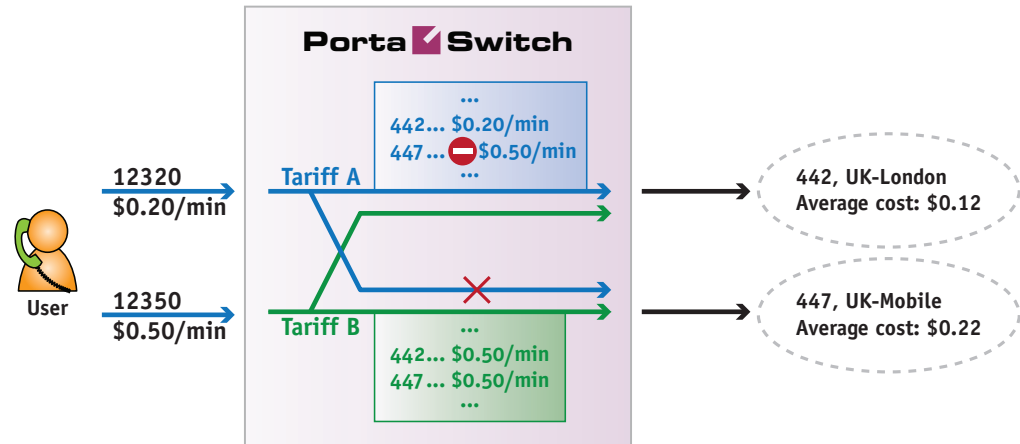 Porta Switch
...
442... $0.20/min
447... $0.50/min
...
12320
$0.20/min
Tariff A
442, UK-London
Average cost: $0.12
User
12350
$0.50/min
Tariff B
447, UK-Mobile
Average cost: $0.22
...
442... $0.50/min
447... $0.50/min
...